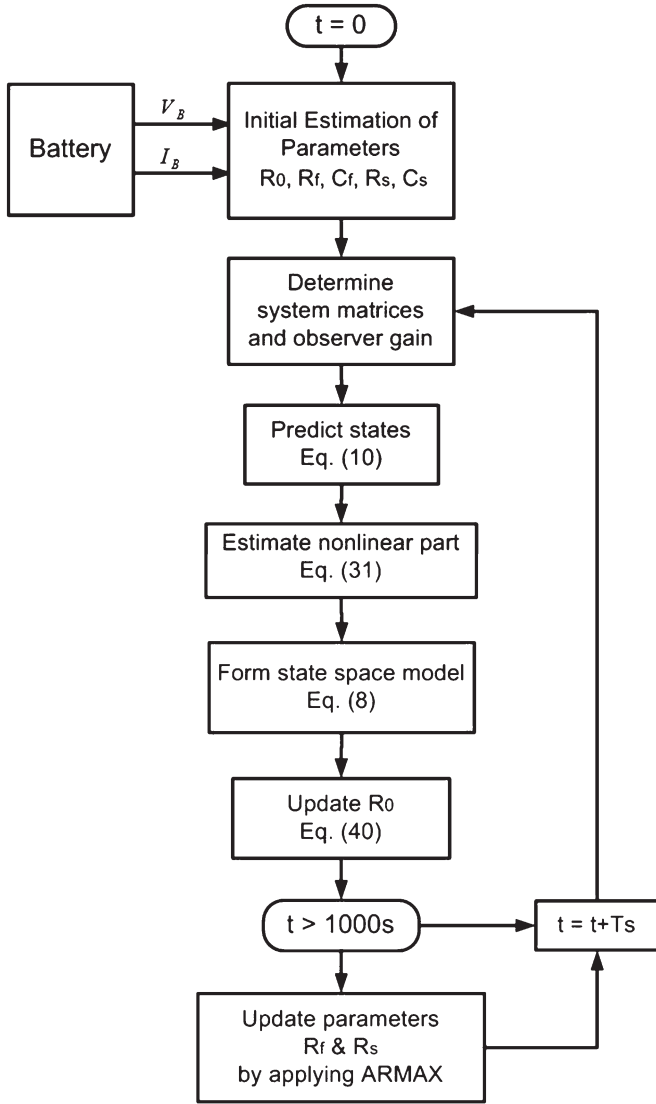 t = 0
Battery
V_B
I_B
Initial Estimation of
Parameters
R0, Rf, Cf, Rs, Cs
Determine
system matrices
and observer gain
Predict states
Eq. (10)
Estimate nonlinear part
Eq. (31)
Form state space model
Eq. (8)
Update R0
Eq. (40)
t > 1000s
t = t+Ts
Update parameters
Rf & Rs
by applying ARMAX